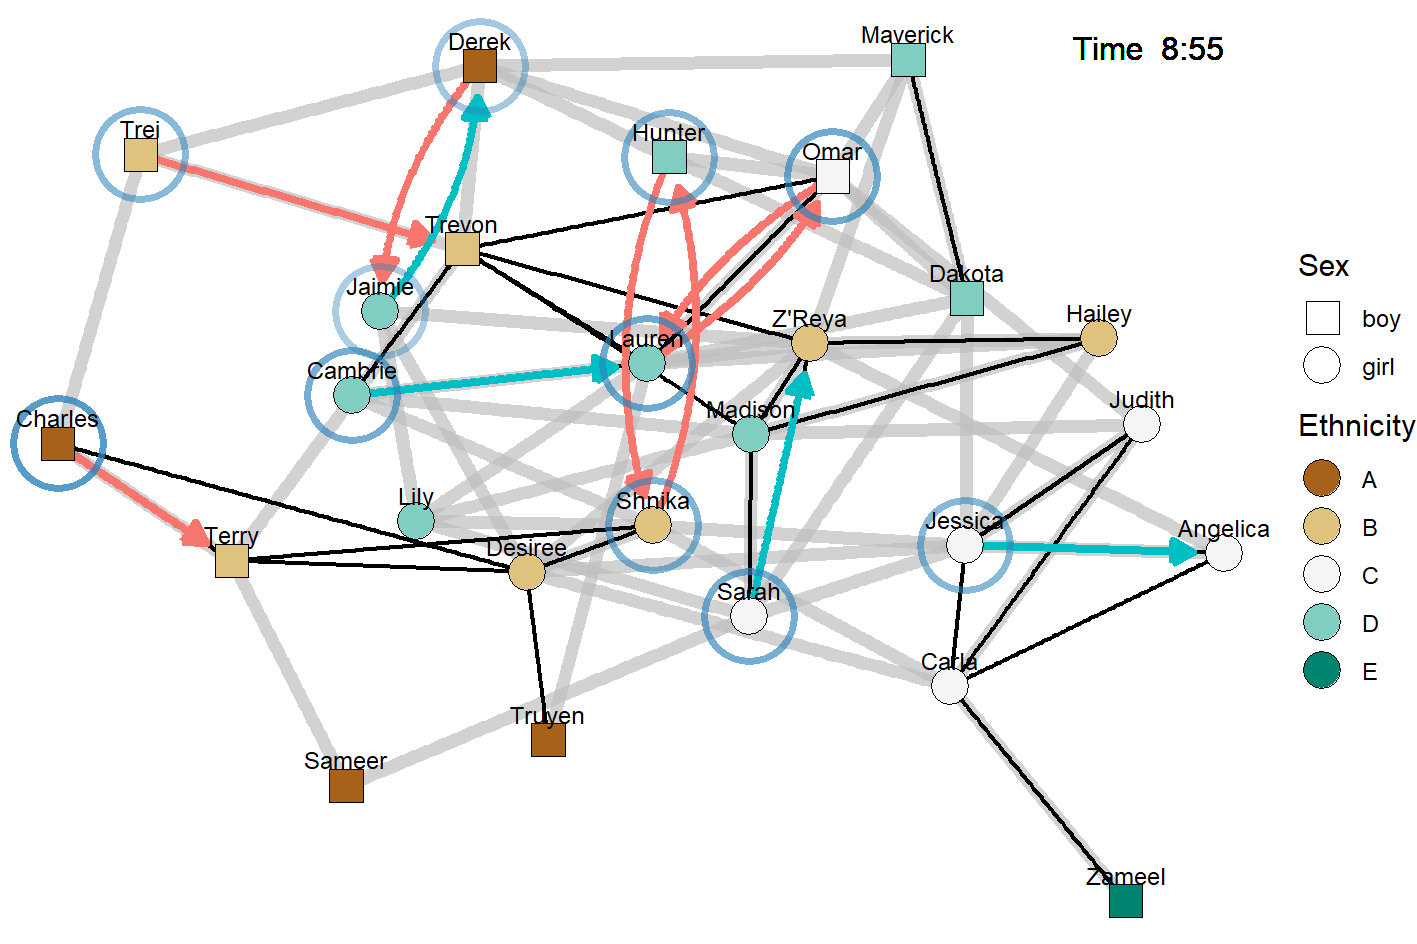 Maverick
Derek
Time 8:55
Trei
Hunter
Omar
Trevon
Dakota
Jaimie
Z'Reya
Hailey
Lauren
Cambrie
Madison
Judith
Charles
Lily
Shnika
Jessica
Angelica
Terry
Desiree
Sarah
Carla
Truyen
Sameer
Zameel
Sex
boy
girl
Ethnicity
A
B
C
D
E